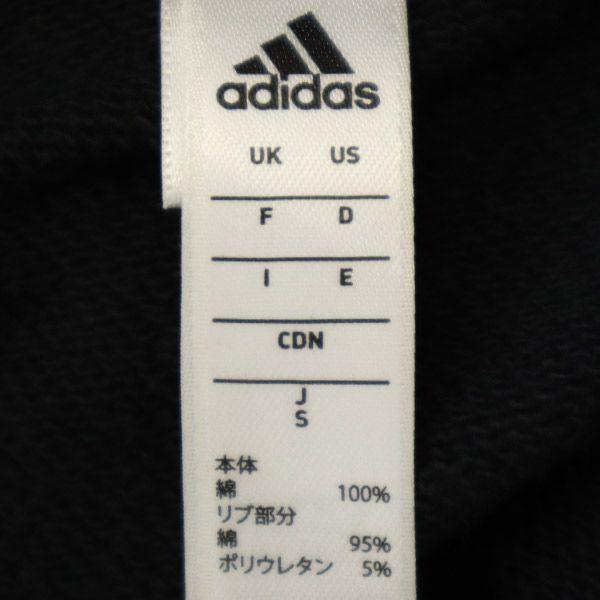 adidas
UK US
F D
I E
CDN
J
S
本体
綿 100%
リブ部分
綿 95%
ポリウレタン 5%